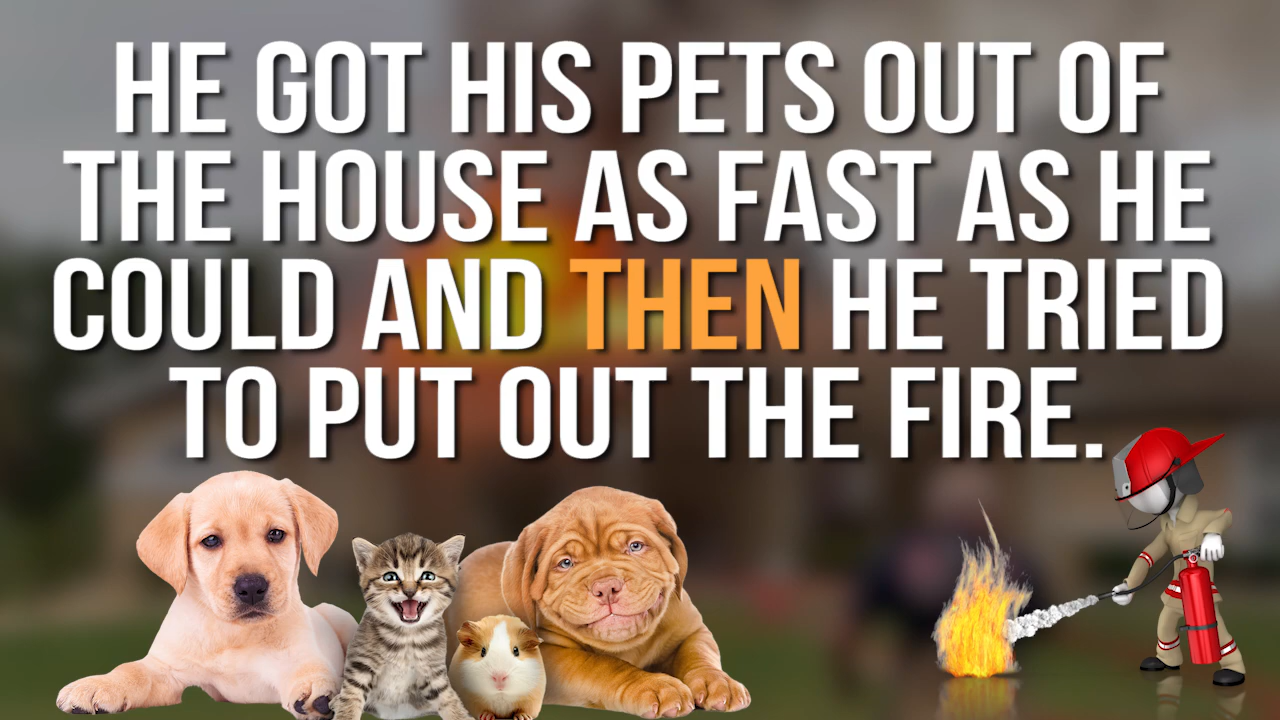 HE GOT HIS PETS OUT OF
THE HOUSE AS FAST AS HE
COULD AND THEN HE TRIED
TO PUT OUT THE FIRE.